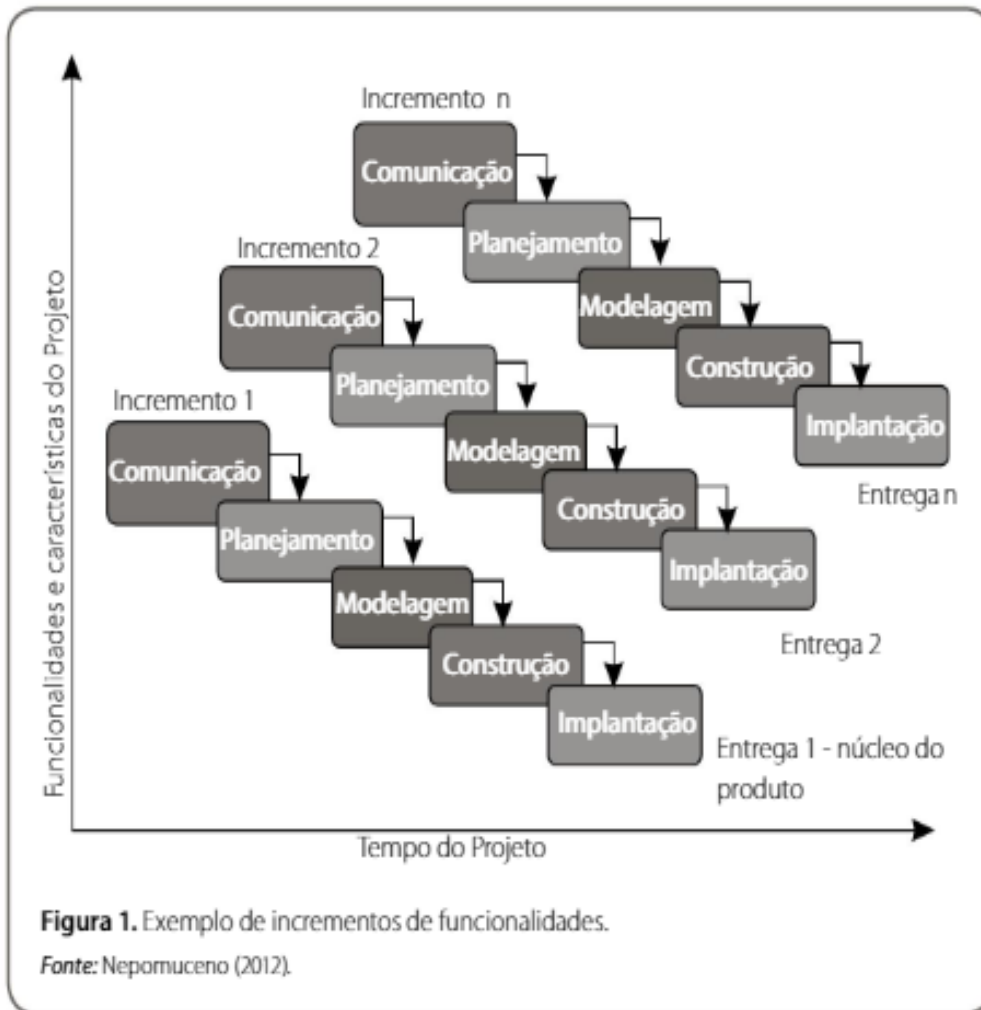 Funcionalidades e características do Projeto
Incremento n
Comunicação
Planejamento
Modelagem
Construção
Implantação
Entrega n
Incremento 2
Comunicação
Planejamento
Modelagem
Construção
Implantação
Entrega 2
Incremento 1
Comunicação
Planejamento
Modelagem
Construção
Implantação
Entrega 1 - núcleo do
produto
Tempo do Projeto
Figura 1. Exemplo de incrementos de funcionalidades.
Fonte: Nepomuceno (2012).